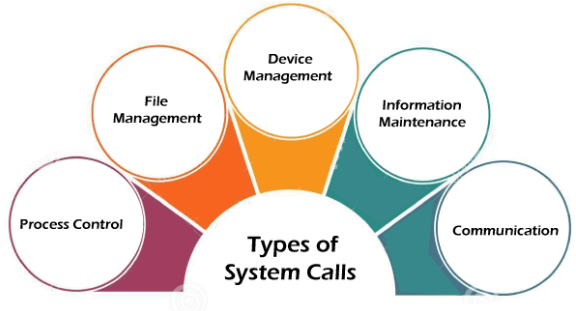 Process Control
File
Management
Device
Management
Information
Maintenance
Communication
Types of
System Calls